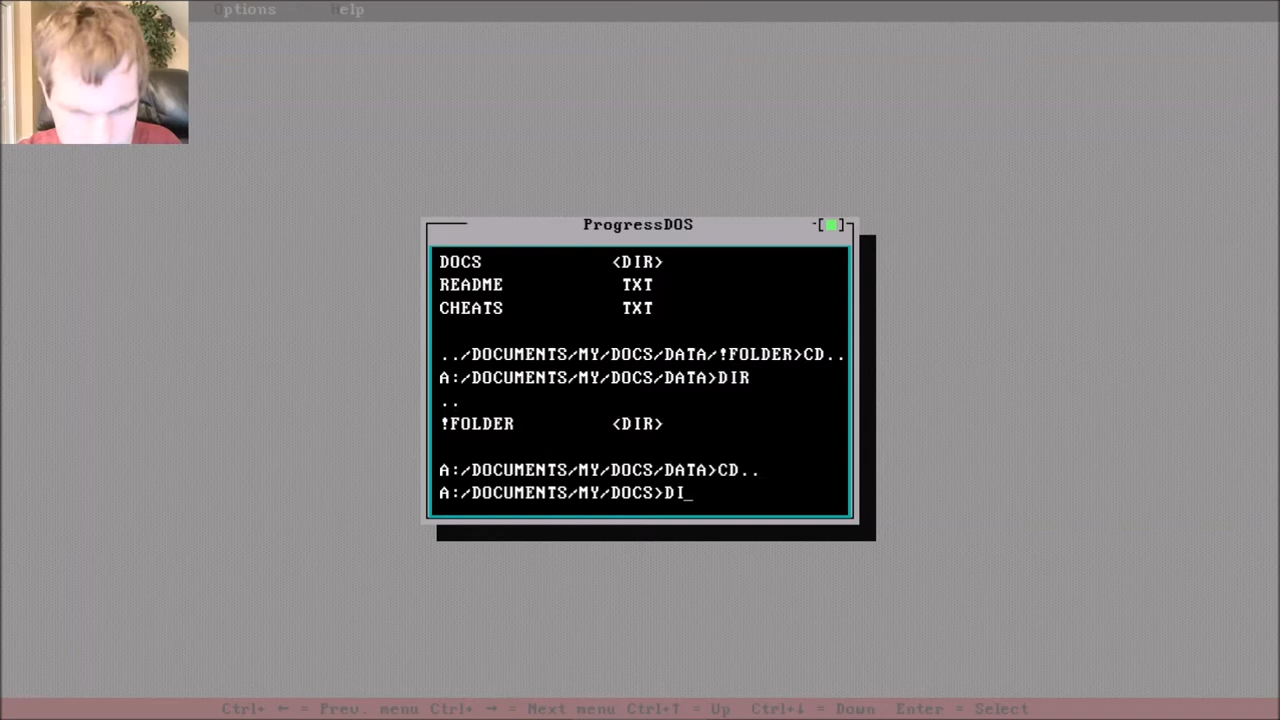 Options Help
ProgressDOS
DOCS <DIR>
README TXT
CHEATS TXT
../DOCUMENTS/MY/DOCS/DATA/!FOLDER>CD..
A:/DOCUMENTS/MY/DOCS/DATA>DIR
..
!FOLDER <DIR>
A:/DOCUMENTS/MY/DOCS/DATA>CD..
A:/DOCUMENTS/MY/DOCS>DI_
Ctrl+ ← = Prev. menu Ctrl+ → = Next menu Ctrl+↑ = Up Ctrl+↓ = Down Enter = Select